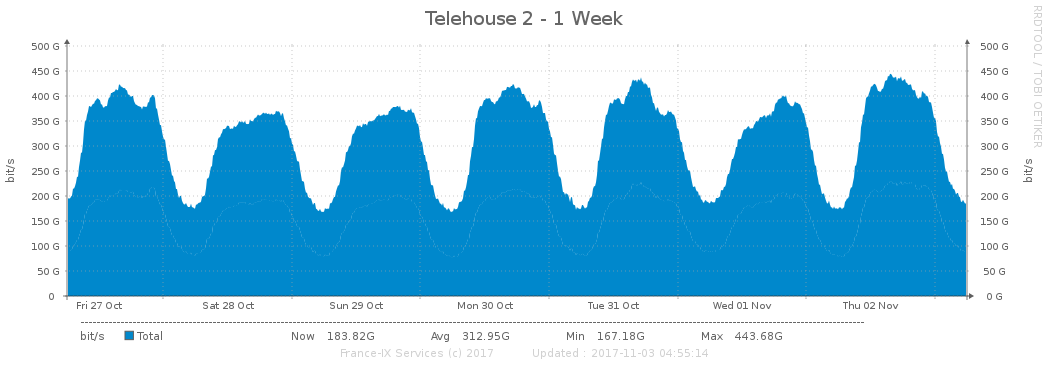 Telehouse 2 - 1 Week
RRDTOOL / TOBI OETIKER
500 G 500 G
450 G 450 G
400 G 400 G
350 G 350 G
300 G 300 G
250 G 250 G
200 G 200 G
150 G 150 G
100 G 100 G
50 G 50 G
0 0 G
bit/s bit/s
Fri 27 Oct Sat 28 Oct Sun 29 Oct Mon 30 Oct Tue 31 Oct Wed 01 Nov Thu 02 Nov
bit/s Total Now 183.82G Avg 312.95G Min 167.18G Max 443.68G
France-IX Services (c) 2017 Updated : 2017-11-03 04:55:14